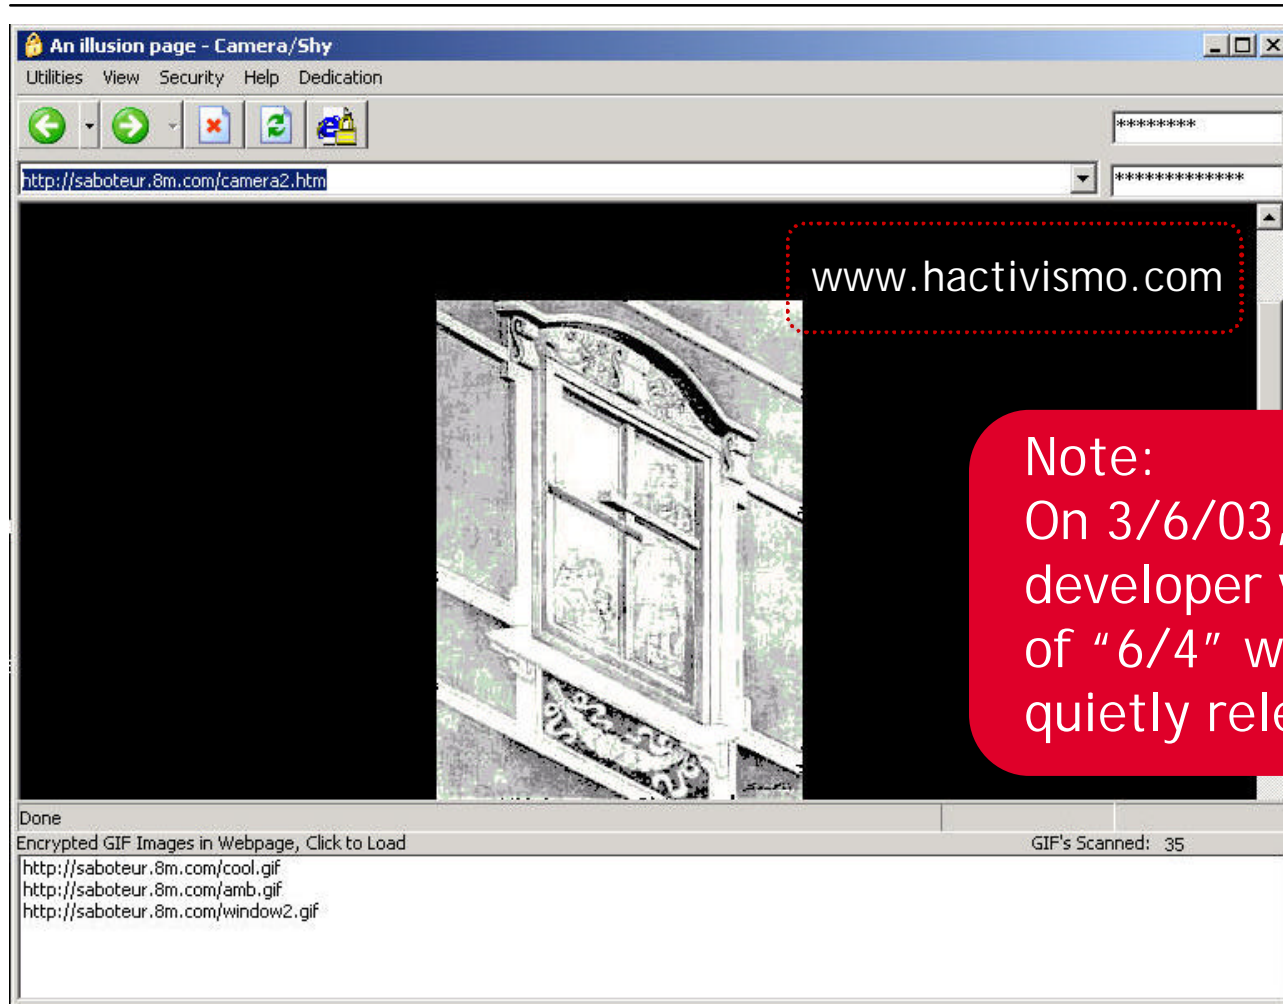 An illusion page - Camera/Shy
Utilities View Security Help Dedication
********
http://saboteur.8m.com/camera2.htm
*************
www.hactivismo.com
Note:
On 3/6/03,
developer
of “6/4” w
quietly rele
Done
Encrypted GIF Images in Webpage, Click to Load GIF's Scanned: 35
http://saboteur.8m.com/cool.gif
http://saboteur.8m.com/amb.gif
http://saboteur.8m.com/window2.gif